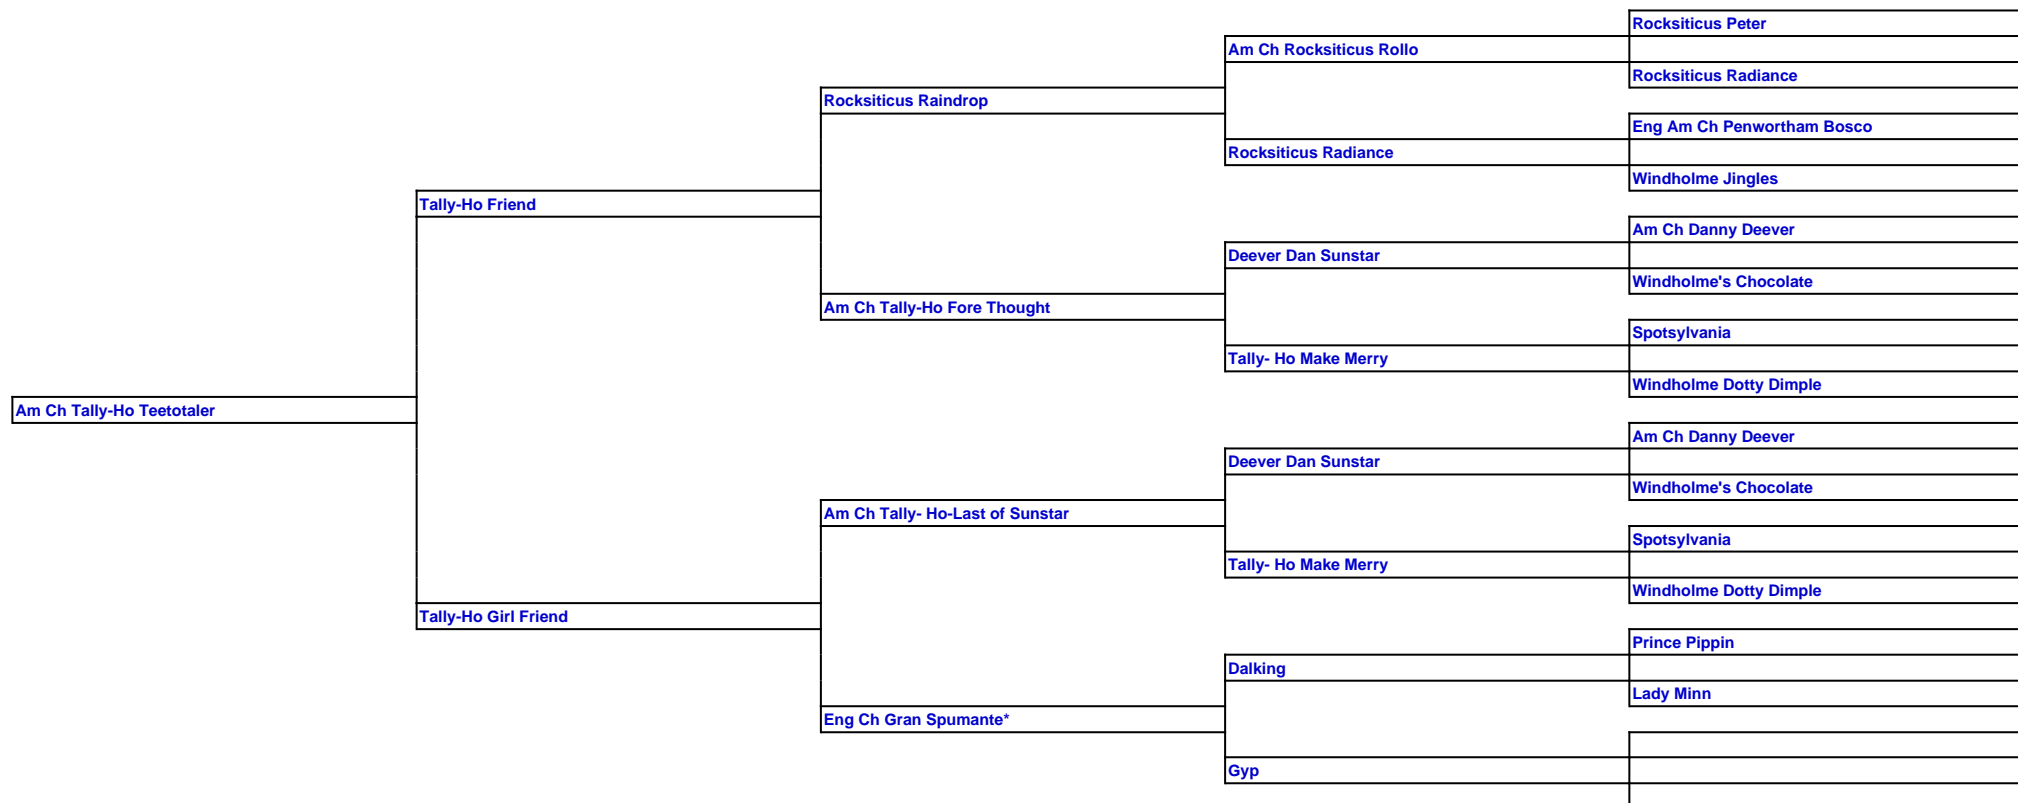 Rocksiticus Peter
Am Ch Rocksiticus Rollo
Rocksiticus Radiance
Rocksiticus Raindrop
Eng Am Ch Penwortham Bosco
Rocksiticus Radiance
Windholme Jingles
Tally-Ho Friend
Am Ch Danny Deever
Deever Dan Sunstar
Windholme's Chocolate
Am Ch Tally-Ho Fore Thought
Spotsylvania
Tally- Ho Make Merry
Windholme Dotty Dimple
Am Ch Tally-Ho Teetotaler
Am Ch Danny Deever
Deever Dan Sunstar
Windholme's Chocolate
Am Ch Tally- Ho-Last of Sunstar
Spotsylvania
Tally- Ho Make Merry
Windholme Dotty Dimple
Tally-Ho Girl Friend
Prince Pippin
Dalking
Lady Minn
Eng Ch Gran Spumante*
Gyp